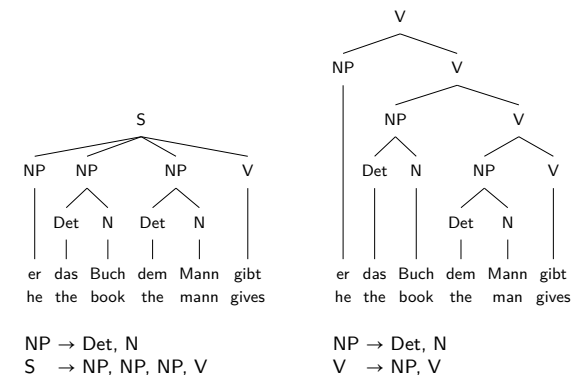 V
NP V
S NP V
NP NP NP V Det N NP V
Det N Det N Det N
er das Buch dem Mann gibt er das Buch dem Mann gibt
he the book the mann gives he the book the man gives
NP → Det, N NP → Det, N
S → NP, NP, NP, V V → NP, V